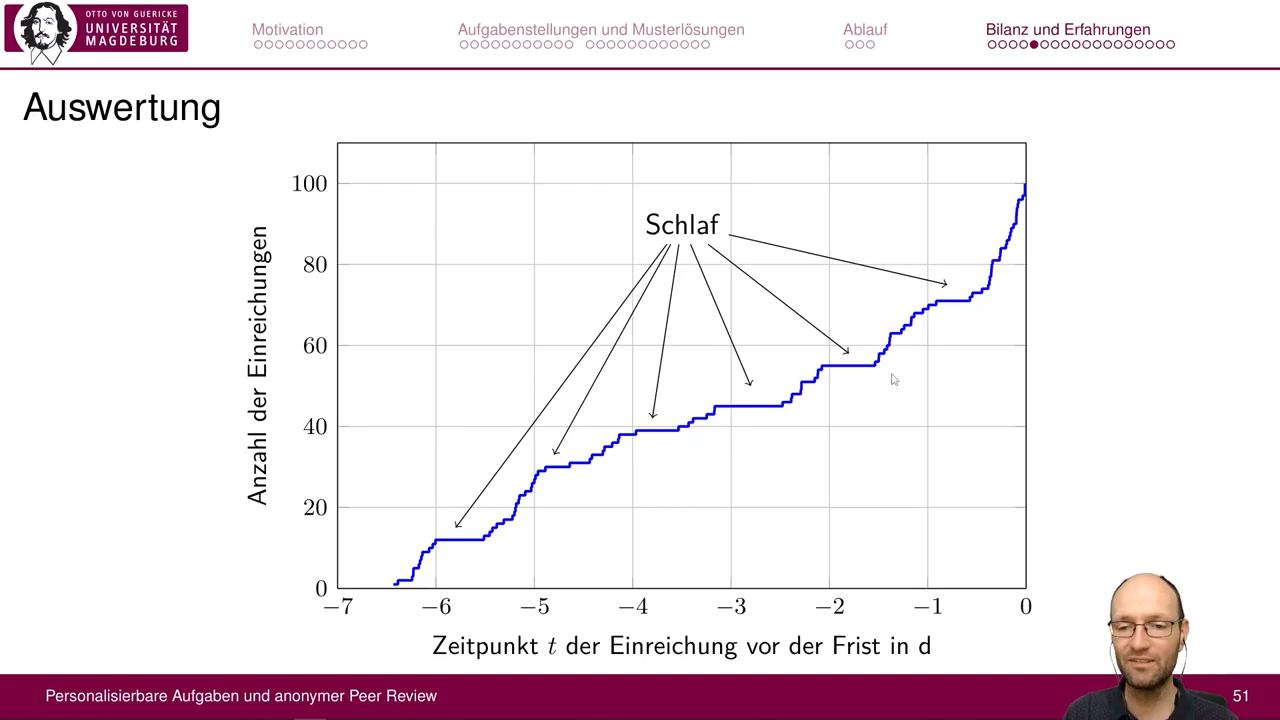 OTTO VON GUERICKE
UNIVERSITÄT
MAGDEBURG
Motivation
Aufgabenstellungen und Musterlösungen
Ablauf
Bilanz und Erfahrungen
Auswertung
Anzahl der Einreichungen
100
80
60
40
20
0
Schlaf
−7 −6 −5 −4 −3 −2 −1 0
Zeitpunkt t der Einreichung vor der Frist in d
Personalisierbare Aufgaben und anonymer Peer Review
51